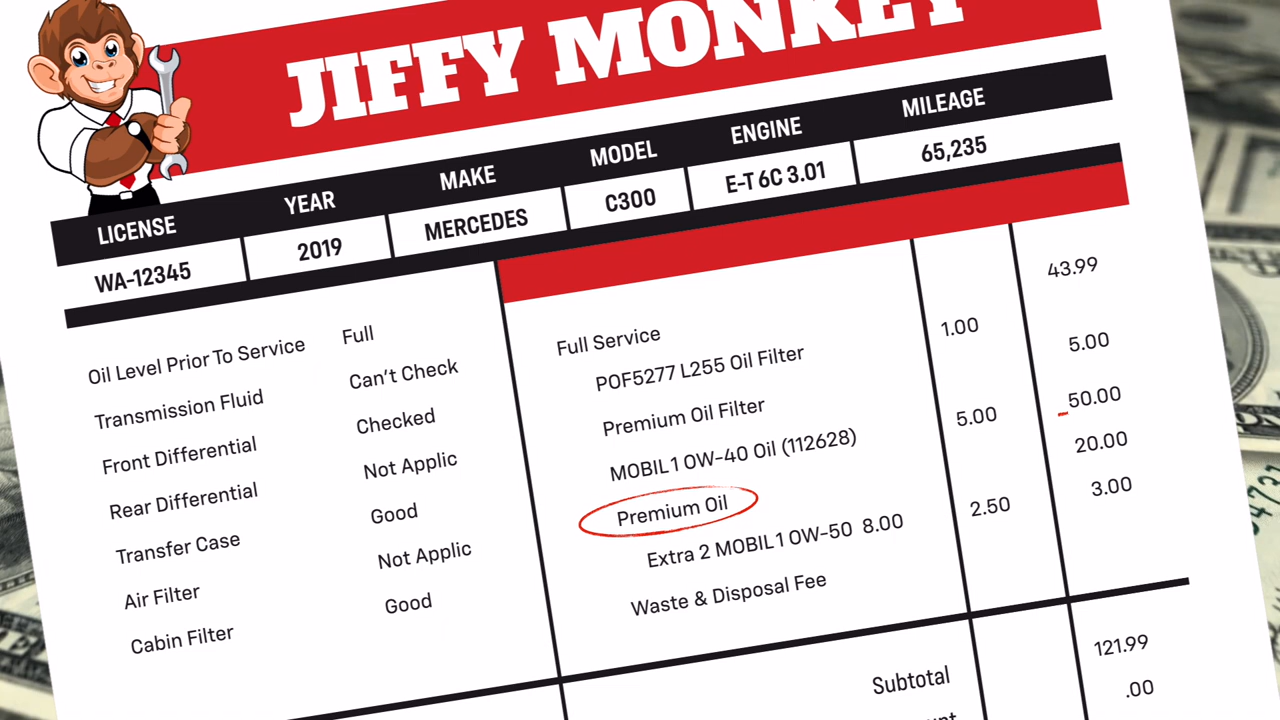 JIFFY MONKEY
LICENSE YEAR MAKE MODEL ENGINE MILEAGE
WA-12345 2019 MERCEDES C300 E-T 6C 3.01 65,235
Oil Level Prior To Service Full
Transmission Fluid Can't Check
Front Differential Checked
Rear Differential Not Applic
Transfer Case Good
Air Filter Not Applic
Cabin Filter Good
Full Service 43.99
POF5277 L255 Oil Filter 1.00
Premium Oil Filter 5.00
MOBIL 1 0W-40 Oil (112628) 5.00
Premium Oil 50.00
Extra 2 MOBIL 1 0W-50 8.00 2.50 20.00
Waste & Disposal Fee 3.00
Subtotal 121.99
.00